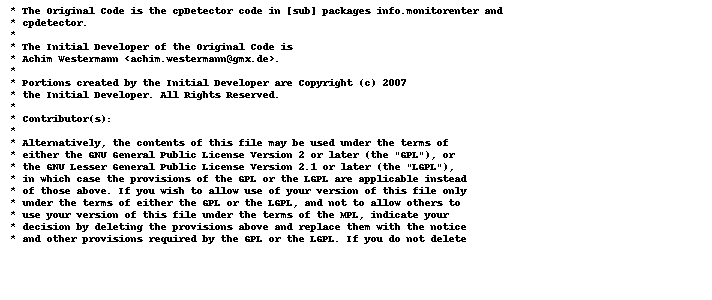 * The Original Code is the cpDetector code in [sub] packages info.monitorenter and
* cpdetector.
*
* The Initial Developer of the Original Code is
* Achim Westermann <achim.westermann@gmx.de>.
*
* Portions created by the Initial Developer are Copyright (c) 2007
* the Initial Developer. All Rights Reserved.
*
* Contributor(s):
*
* Alternatively, the contents of this file may be used under the terms of
* either the GNU General Public License Version 2 or later (the "GPL"), or
* the GNU Lesser General Public License Version 2.1 or later (the "LGPL"),
* in which case the provisions of the GPL or the LGPL are applicable instead
* of those above. If you wish to allow use of your version of this file only
* under the terms of either the GPL or the LGPL, and not to allow others to
* use your version of this file under the terms of the MPL, indicate your
* decision by deleting the provisions above and replace them with the notice
* and other provisions required by the GPL or the LGPL. If you do not delete